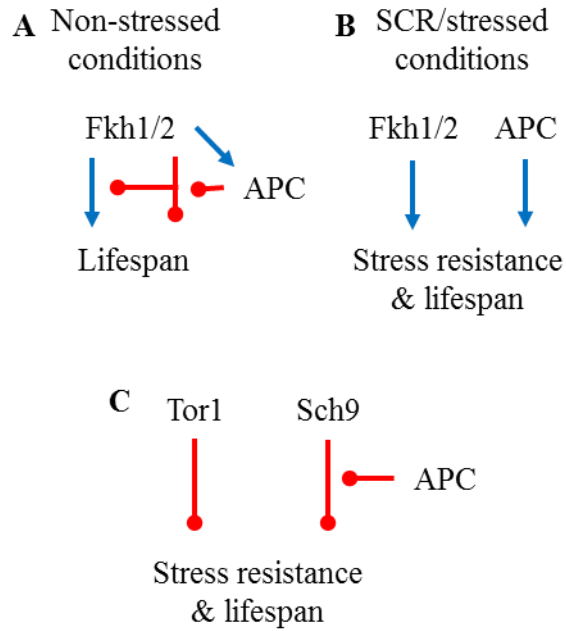 A Non-stressed
conditions
Fkh1/2
APC
Lifespan
B SCR/stressed
conditions
Fkh1/2 APC
Stress resistance
& lifespan
C Tor1 Sch9
APC
Stress resistance
& lifespan